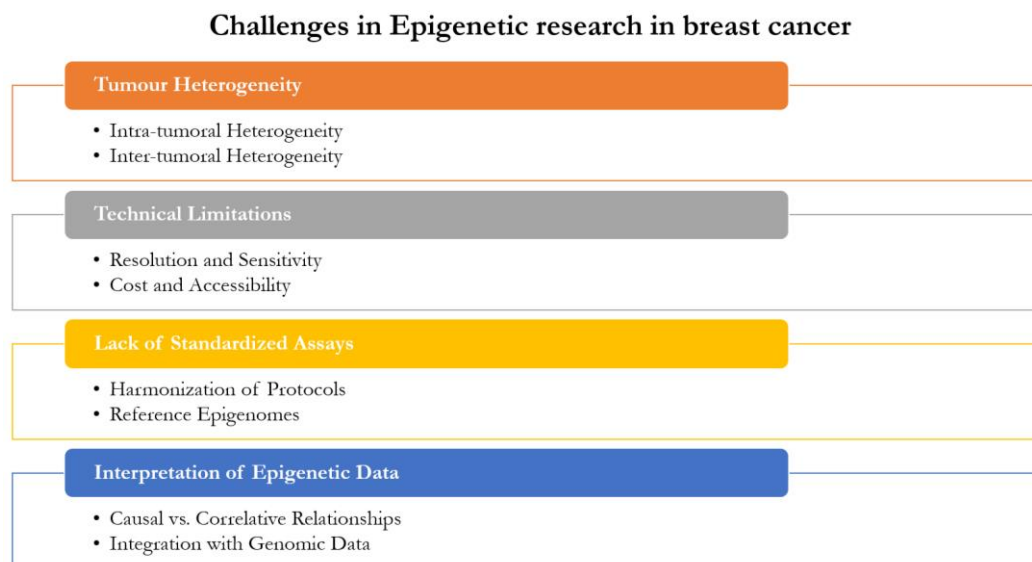 Challenges in Epigenetic research in breast cancer
Tumour Heterogeneity
• Intra-tumoral Heterogeneity
• Inter-tumoral Heterogeneity
Technical Limitations
• Resolution and Sensitivity
• Cost and Accessibility
Lack of Standardized Assays
• Harmonization of Protocols
• Reference Epigenomes
Interpretation of Epigenetic Data
• Causal vs. Correlative Relationships
• Integration with Genomic Data